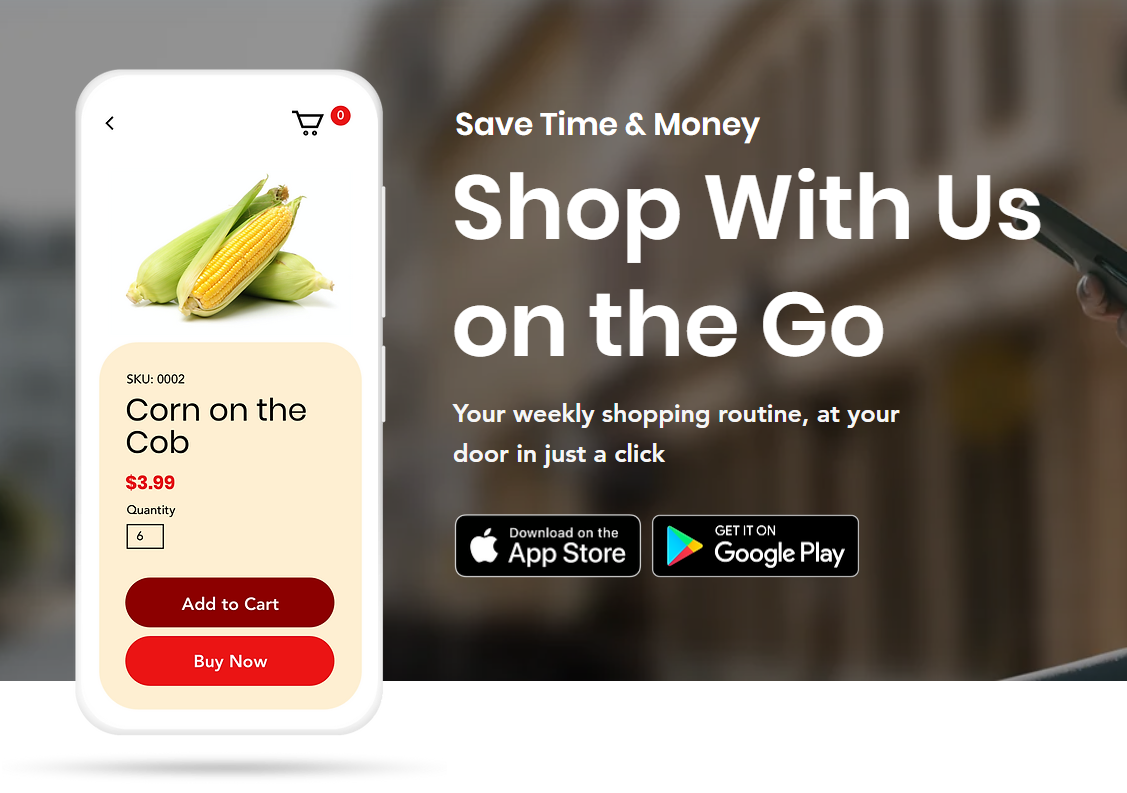 0
SKU: 0002
Corn on the
Cob
$3.99
Quantity
6
Add to Cart
Buy Now
Save Time & Money
Shop With Us
on the Go
Your weekly shopping routine, at your
door in just a click
Download on the
App Store
GET IT ON
Google Play